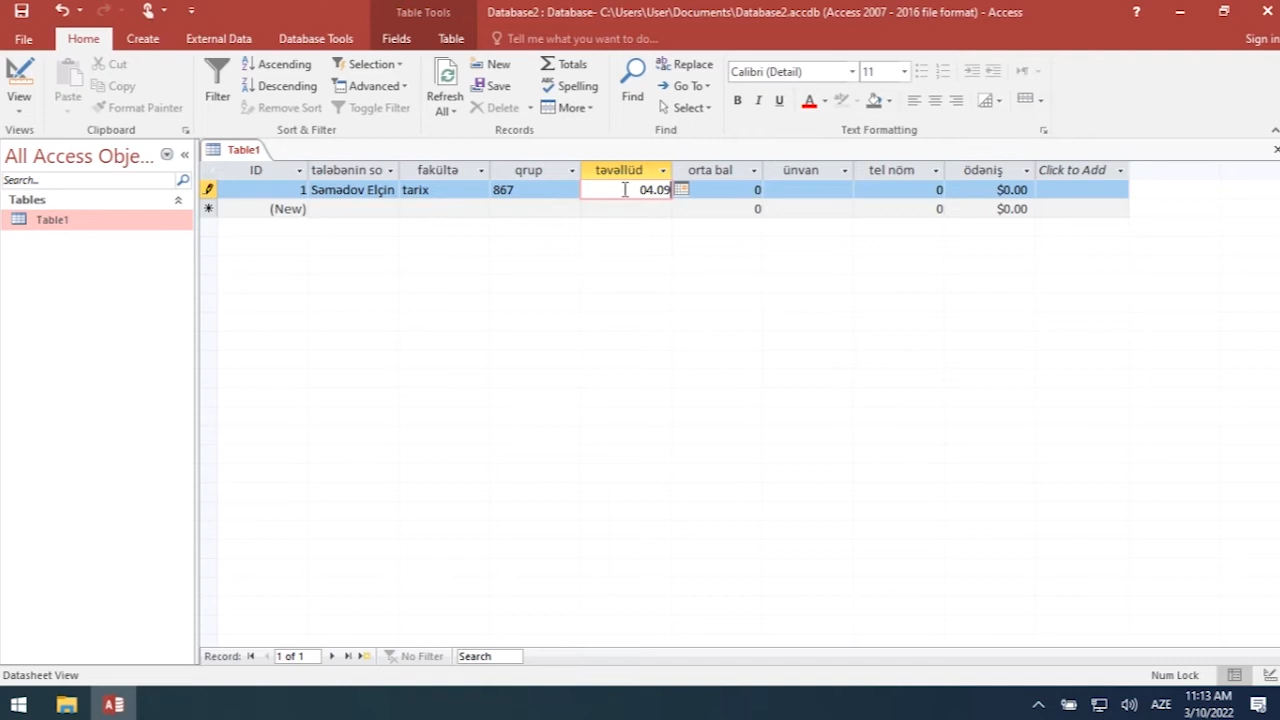 Table Tools
Database2 : Database- C:\Users\User\Documents\Database2.accdb (Access 2007 - 2016 file format) - Access
File Home Create External Data Database Tools Fields Table Tell me what you want to do... Sign in
View
Views
Paste
Cut
Copy
Format Painter
Clipboard
Filter
Ascending
Descending
Remove Sort
Selection
Advanced
Toggle Filter
Sort & Filter
Refresh All
New
Save
Delete
Totals
Spelling
More
Records
Find
Replace
Go To
Select
Find
Calibri (Detail) 11
B I U A
Text Formatting
All Access Obje...
Search...
Tables
Table1
Table1
ID tələbənin so fakültə qrup təvəllüd orta bal ünvan tel nöm ödəniş Click to Add
1 Səmədov Elçin tarix 867 04.09 0 0 $0.00
(New) 0 0 $0.00
Record: 1 of 1 No Filter Search
Datasheet View Num Lock
AZE 11:13 AM
3/10/2022